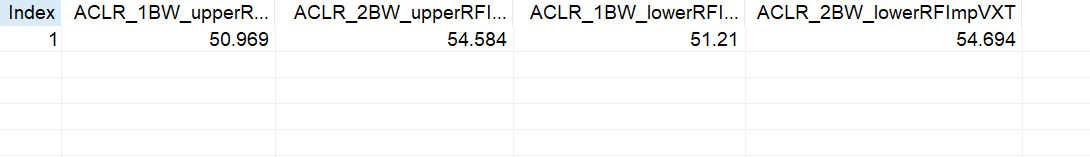 Index ACLR_1BW_upperR... ACLR_2BW_upperRFI... ACLR_1BW_lowerRFI... ACLR_2BW_lowerRFImpVXT
1 50.969 54.584 51.21 54.694